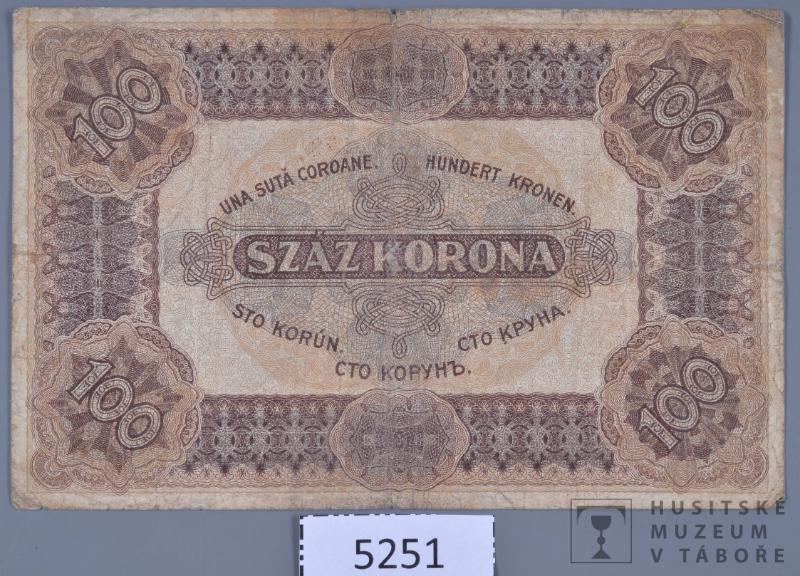 100
100
UNA SUTĂ COROANE. HUNDERT KRONEN.
SZÁZ KORONA
STO KORÚN. СТО КРУНА.
СТО КОРУНЪ.
100
100
5251
HUSITSKÉ
MUZEUM
V TÁBOŘE